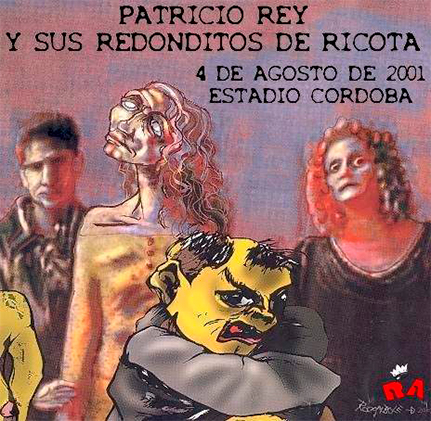 PATRICIO REY
Y SUS REDONDITOS DE RICOTA
4 DE AGOSTO DE 2001
ESTADIO CORDOBA
RA